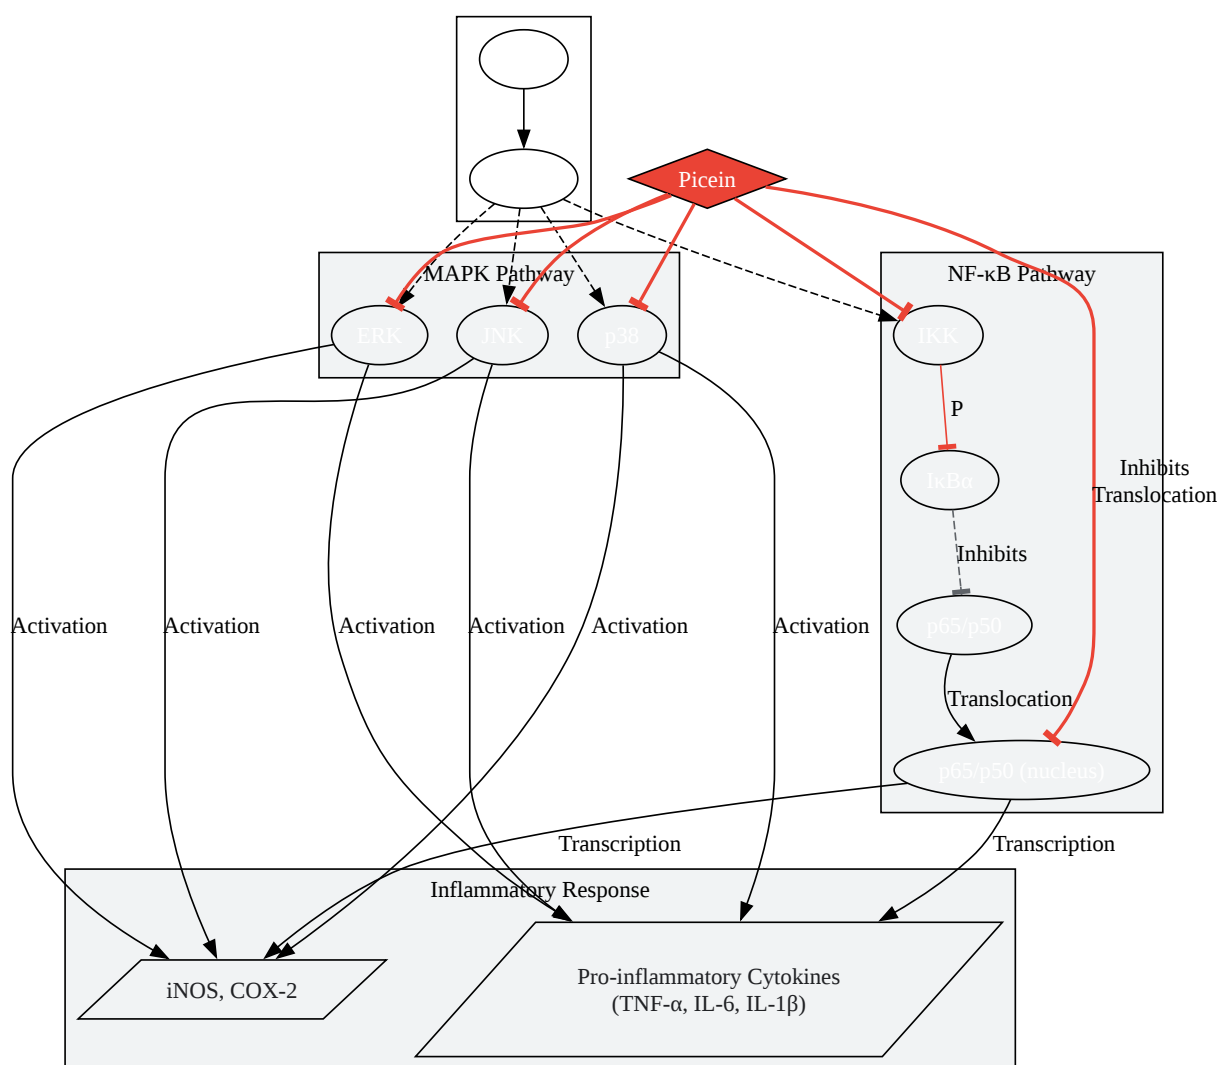 Picein
MAPK Pathway
NF-κB Pathway
ERK
JNK
p38
IKK
P
Inhibits
Translocation
IκBα
Inhibits
p65/p50
Activation
Activation
Activation
Activation
Activation
Activation
Translocation
p65/p50 (nucleus)
Transcription
Transcription
Inflammatory Response
iNOS, COX-2
Pro-inflammatory Cytokines
(TNF-α, IL-6, IL-1β)